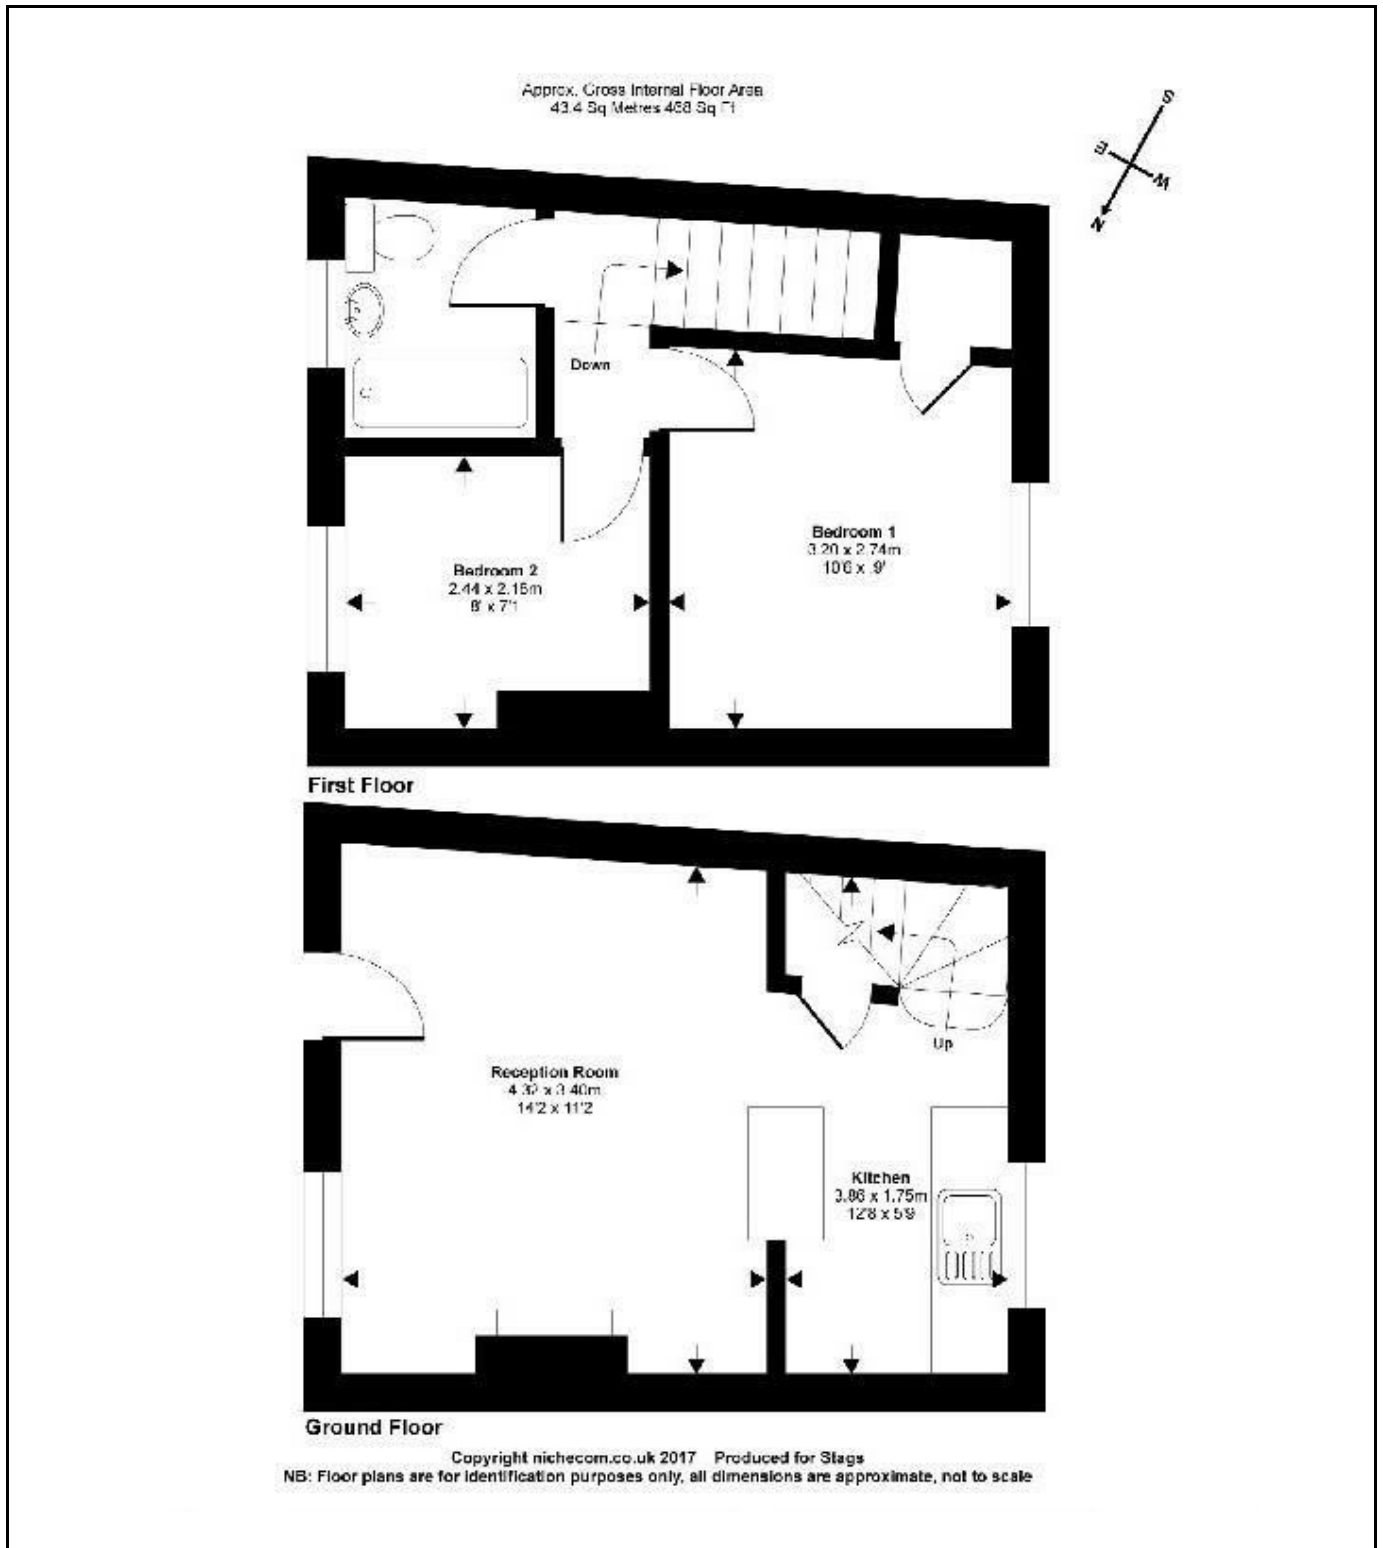 Approx. Gross Internal Floor Area
43.4 Sq Metres 468 Sq Ft
S
E
W
N
Down
Bedroom 1
3.20 x 2.74m
10'6 x .9'
Bedroom 2
2.44 x 2.16m
8' x 7'1
First Floor
Reception Room
4.32 x 3.40m
14'2 x 11'2
Up
Kitchen
3.86 x 1.75m
12'8 x 5'9
Ground Floor
Copyright nichecom.co.uk 2017 Produced for Stags
NB: Floor plans are for identification purposes only, all dimensions are approximate, not to scale